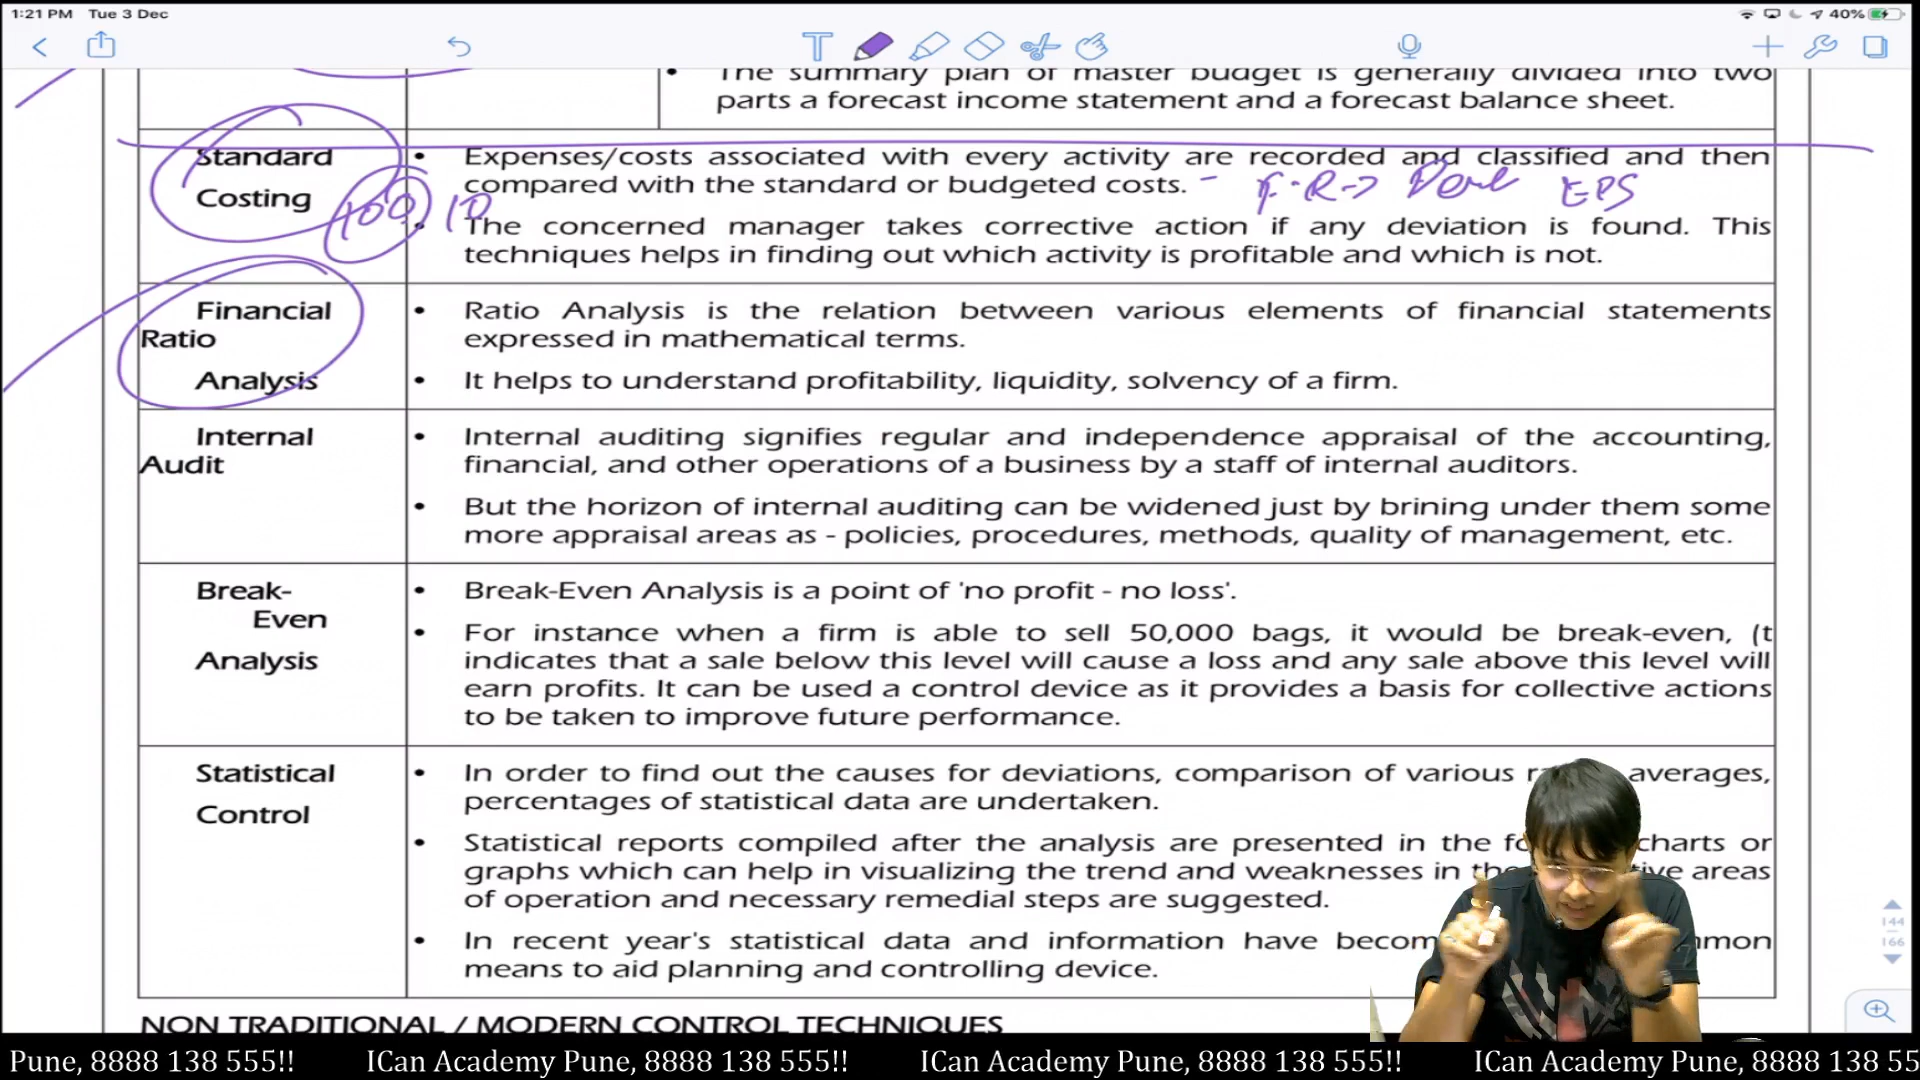 1:21 PM Tue 3 Dec
40%
The summary plan of master budget is generally divided into two
parts a forecast income statement and a forecast balance sheet.
Standard
Costing
• Expenses/costs associated with every activity are recorded and classified and then
compared with the standard or budgeted costs.
F.R→ EPS
100 10
• The concerned manager takes corrective action if any deviation is found. This
techniques helps in finding out which activity is profitable and which is not.
Financial
Ratio
Analysis
• Ratio Analysis is the relation between various elements of financial statements
expressed in mathematical terms.
• It helps to understand profitability, liquidity, solvency of a firm.
Internal
Audit
• Internal auditing signifies regular and independence appraisal of the accounting,
financial, and other operations of a business by a staff of internal auditors.
• But the horizon of internal auditing can be widened just by brining under them some
more appraisal areas as - policies, procedures, methods, quality of management, etc.
Break-
Even
Analysis
• Break-Even Analysis is a point of 'no profit - no loss'.
• For instance when a firm is able to sell 50,000 bags, it would be break-even, (t
indicates that a sale below this level will cause a loss and any sale above this level will
earn profits. It can be used a control device as it provides a basis for collective actions
to be taken to improve future performance.
Statistical
Control
• In order to find out the causes for deviations, comparison of various averages,
percentages of statistical data are undertaken.
• Statistical reports compiled after the analysis are presented in the charts or
graphs which can help in visualizing the trend and weaknesses in areas
of operation and necessary remedial steps are suggested.
• In recent year's statistical data and information have
means to aid planning and controlling device.
144
166
NON TRADITIONAL / MODERN CONTROL TECHNIQUES
Pune, 8888 138 555!! ICan Academy Pune, 8888 138 555!! ICan Academy Pune, 8888 138 555!! ICan Academy Pune, 8888 138 55